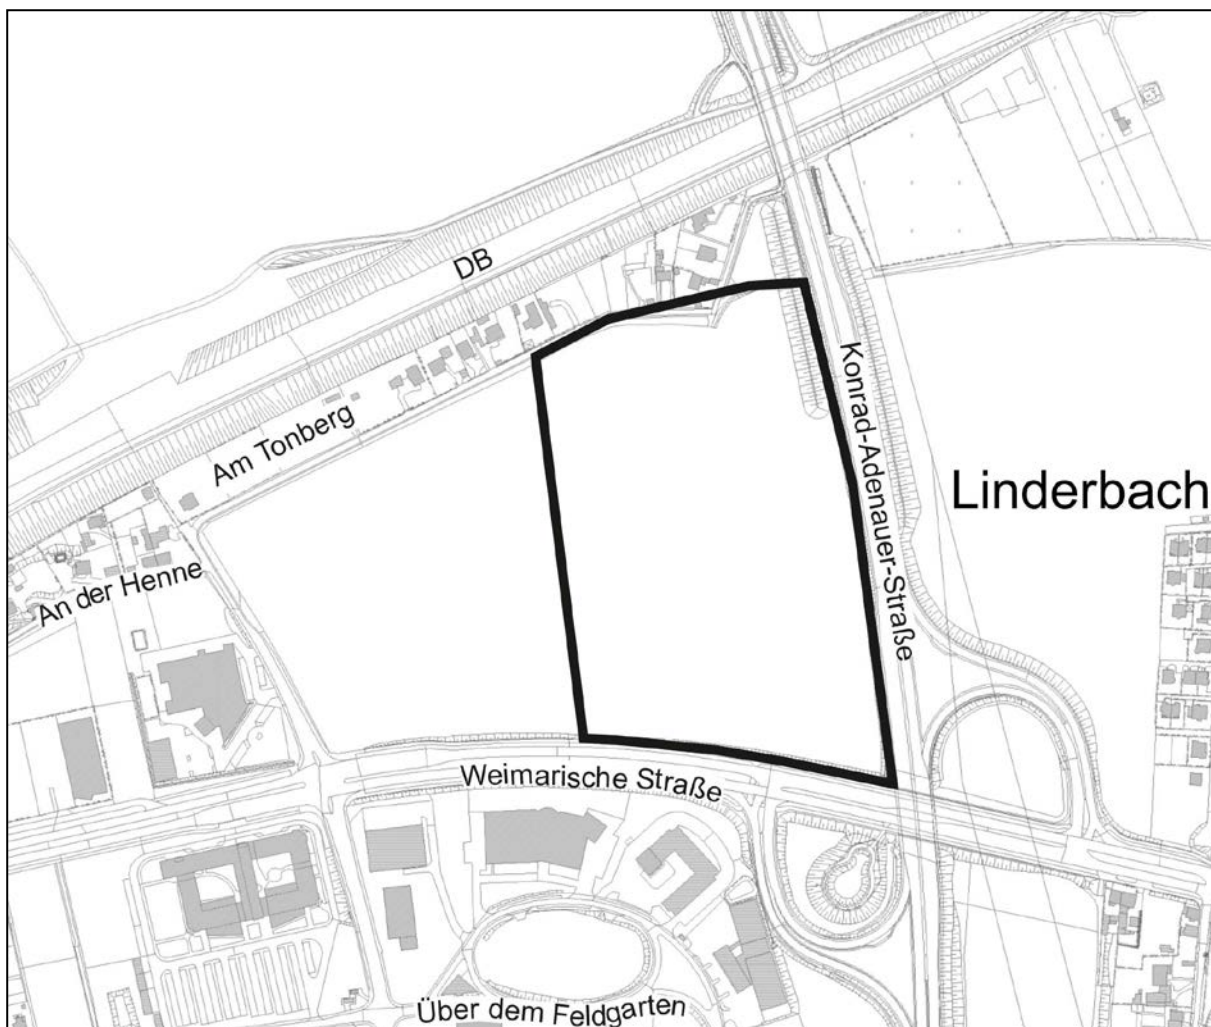 DB
Am Tonberg
Konrad-Adenauer-Straße
Linderbach
An der Henne
Weimarische Straße
Über dem Feldgarten